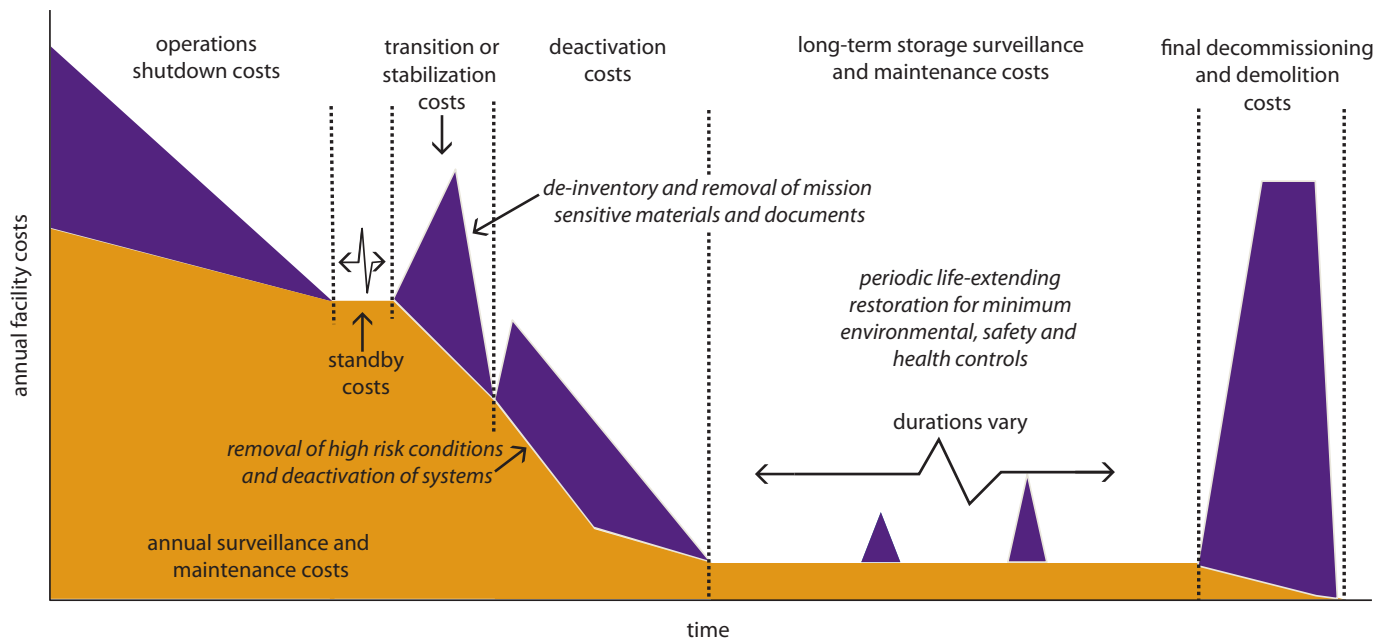 operations
shutdown costs
transition or
stabilization
costs
deactivation
costs
long-term storage surveillance
and maintenance costs
final decommissioning
and demolition
costs
de-inventory and removal of mission
sensitive materials and documents
periodic life-extending
restoration for minimum
environmental, safety and
health controls
standby
costs
durations vary
removal of high risk conditions
and deactivation of systems
annual surveillance and
maintenance costs
annual facility costs
time